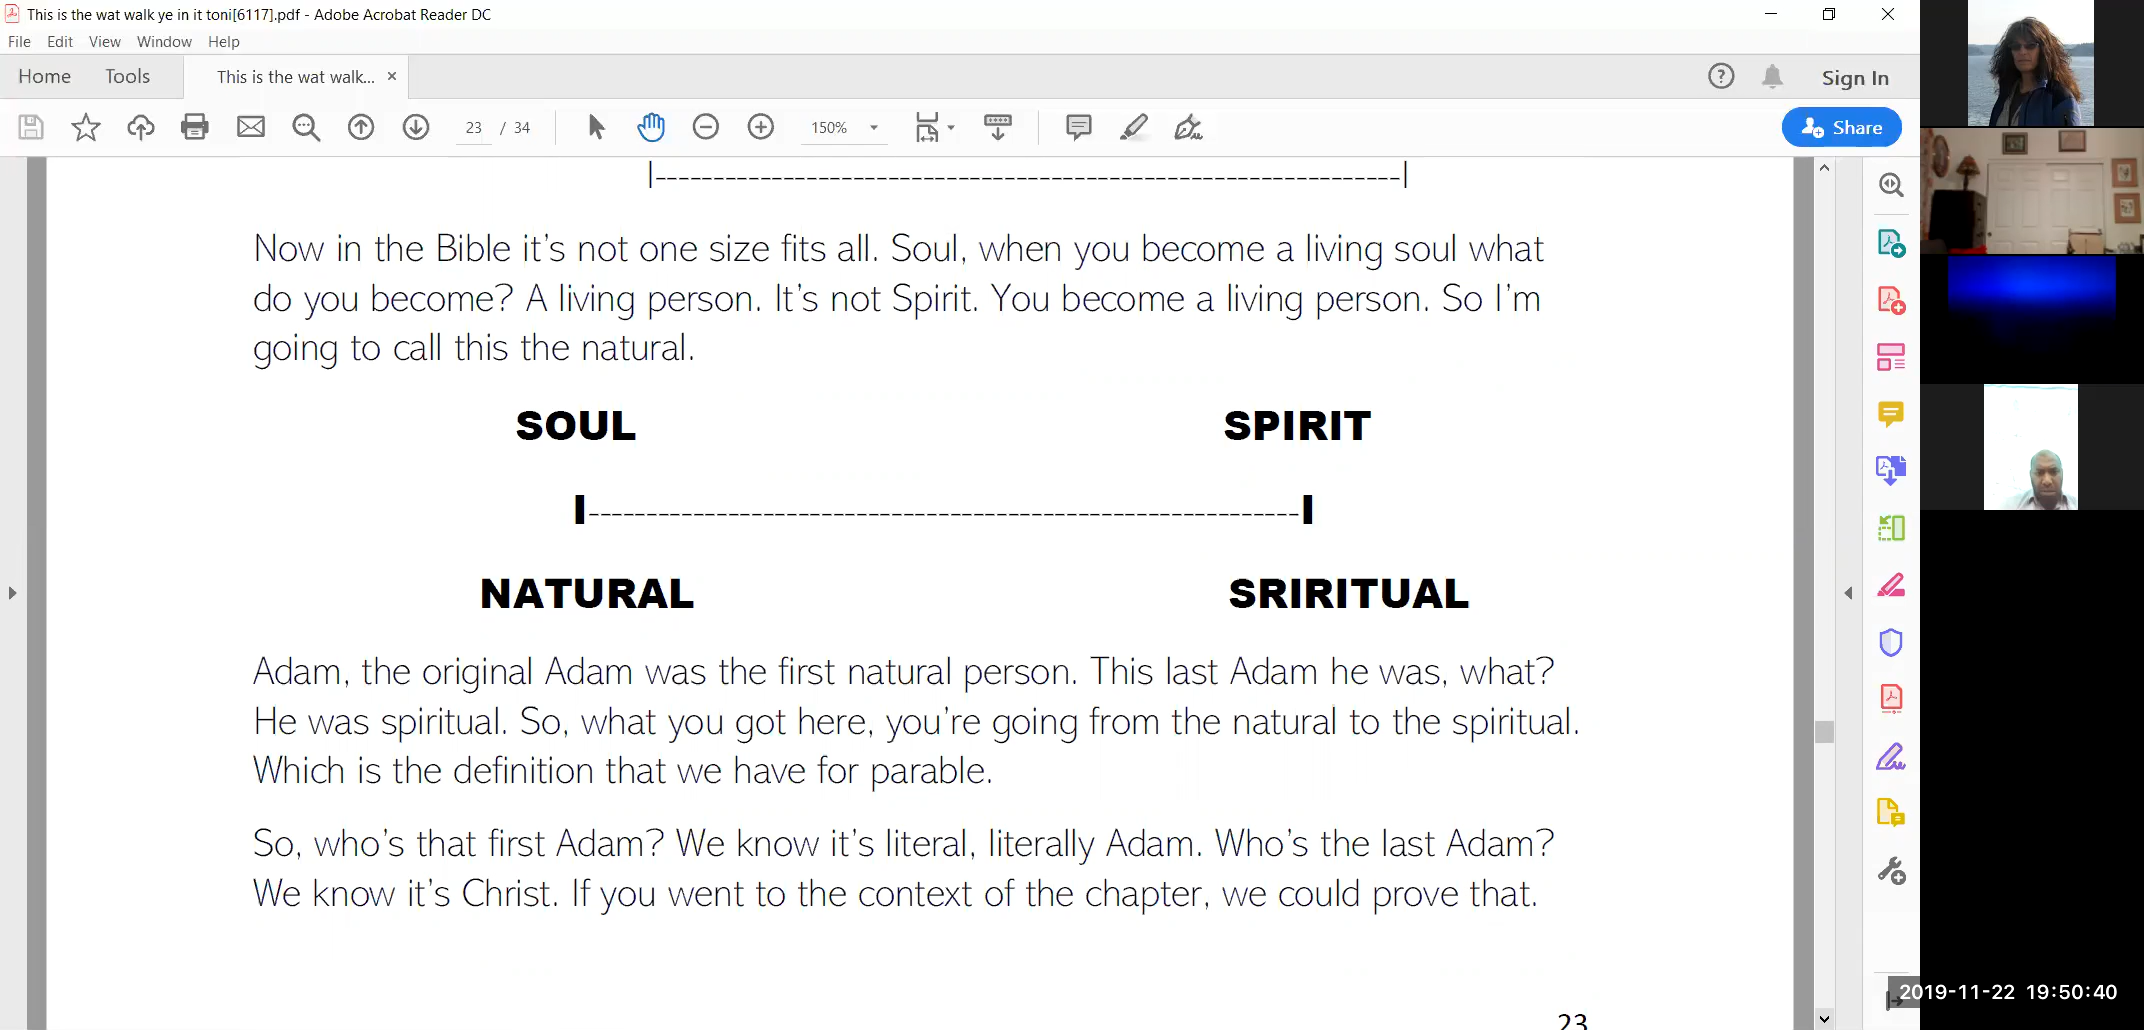 This is the wat walk ye in it toni[6117].pdf - Adobe Acrobat Reader DC
File Edit View Window Help
Home Tools This is the wat walk... × Sign In
23 / 34 150% Share
|----------------------------------------------------------------|
Now in the Bible it's not one size fits all. Soul, when you become a living soul what
do you become? A living person. It's not Spirit. You become a living person. So I'm
going to call this the natural.
SOUL SPIRIT
I-------------------------------------------------------------I
NATURAL SRIRITUAL
Adam, the original Adam was the first natural person. This last Adam he was, what?
He was spiritual. So, what you got here, you're going from the natural to the spiritual.
Which is the definition that we have for parable.
So, who's that first Adam? We know it's literal, literally Adam. Who's the last Adam?
We know it's Christ. If you went to the context of the chapter, we could prove that.
23
2019-11-22 19:50:40